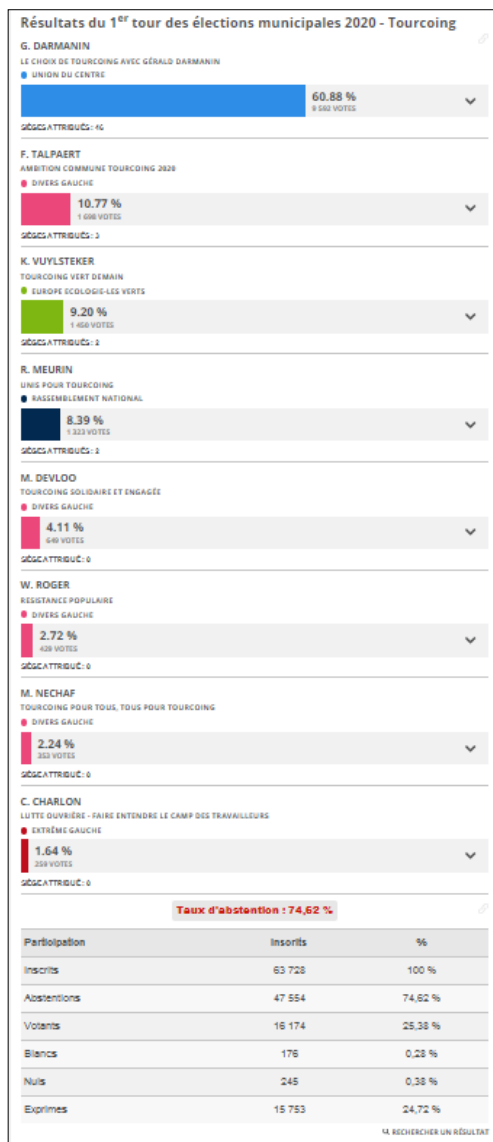 Résultats du 1er tour des élections municipales 2020 - Tourcoing
G. DARMANIN
LE CHOIX DE TOURCOING AVEC GÉRALD DARMANIN
UNION DU CENTRE
60.88 %
9 592 VOTES
SIÈGES ATTRIBUÉS : 46
F. TALPAERT
AMBITION COMMUNE TOURCOING 2020
DIVERS GAUCHE
10.77 %
1 698 VOTES
SIÈGES ATTRIBUÉS : 3
K. VUYLSTEKER
TOURCOING VERT DEMAIN
EUROPE ECOLOGIE-LES VERTS
9.20 %
1 450 VOTES
SIÈGES ATTRIBUÉS : 2
R. MEURIN
UNIS POUR TOURCOING
RASSEMBLEMENT NATIONAL
8.39 %
1 323 VOTES
SIÈGES ATTRIBUÉS : 2
M. DEVLOO
TOURCOING SOLIDAIRE ET ENGAGÉE
DIVERS GAUCHE
4.11 %
649 VOTES
SIÈGE ATTRIBUÉ : 0
W. ROGER
RESISTANCE POPULAIRE
DIVERS GAUCHE
2.72 %
429 VOTES
SIÈGE ATTRIBUÉ : 0
M. NECHAF
TOURCOING POUR TOUS, TOUS POUR TOURCOING
DIVERS GAUCHE
2.24 %
353 VOTES
SIÈGE ATTRIBUÉ : 0
C. CHARLON
LUTTE OUVRIÈRE - FAIRE ENTENDRE LE CAMP DES TRAVAILLEURS
EXTRÊME GAUCHE
1.64 %
259 VOTES
SIÈGE ATTRIBUÉ : 0
Taux d'abstention : 74,62 %
Participation Inscrits %
Inscrits 63 728 100 %
Abstentions 47 554 74,62 %
Votants 16 174 25,38 %
Blancs 176 0,28 %
Nuls 245 0,38 %
Exprimes 15 753 24,72 %
RECHERCHER UN RÉSULTAT